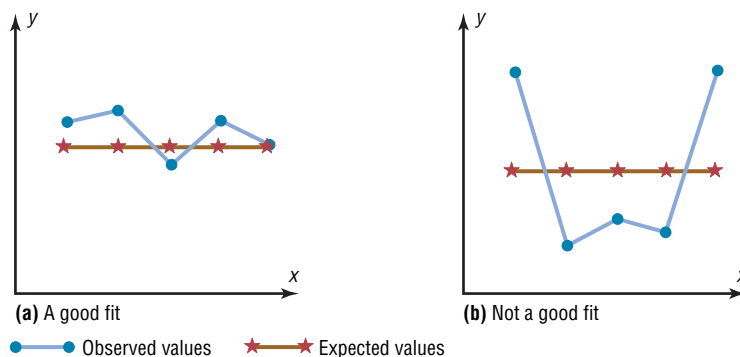 y
x
(a) A good fit
y
x
(b) Not a good fit
Observed values
Expected values